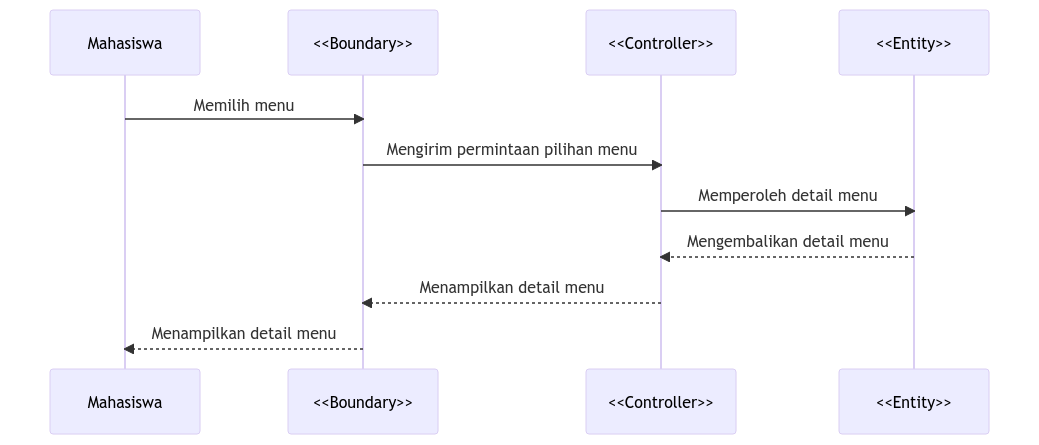 Mahasiswa
<<Boundary>>
<<Controller>>
<<Entity>>
Memilih menu
Mengirim permintaan pilihan menu
Memperoleh detail menu
Mengembalikan detail menu
Menampilkan detail menu
Menampilkan detail menu
Mahasiswa
<<Boundary>>
<<Controller>>
<<Entity>>